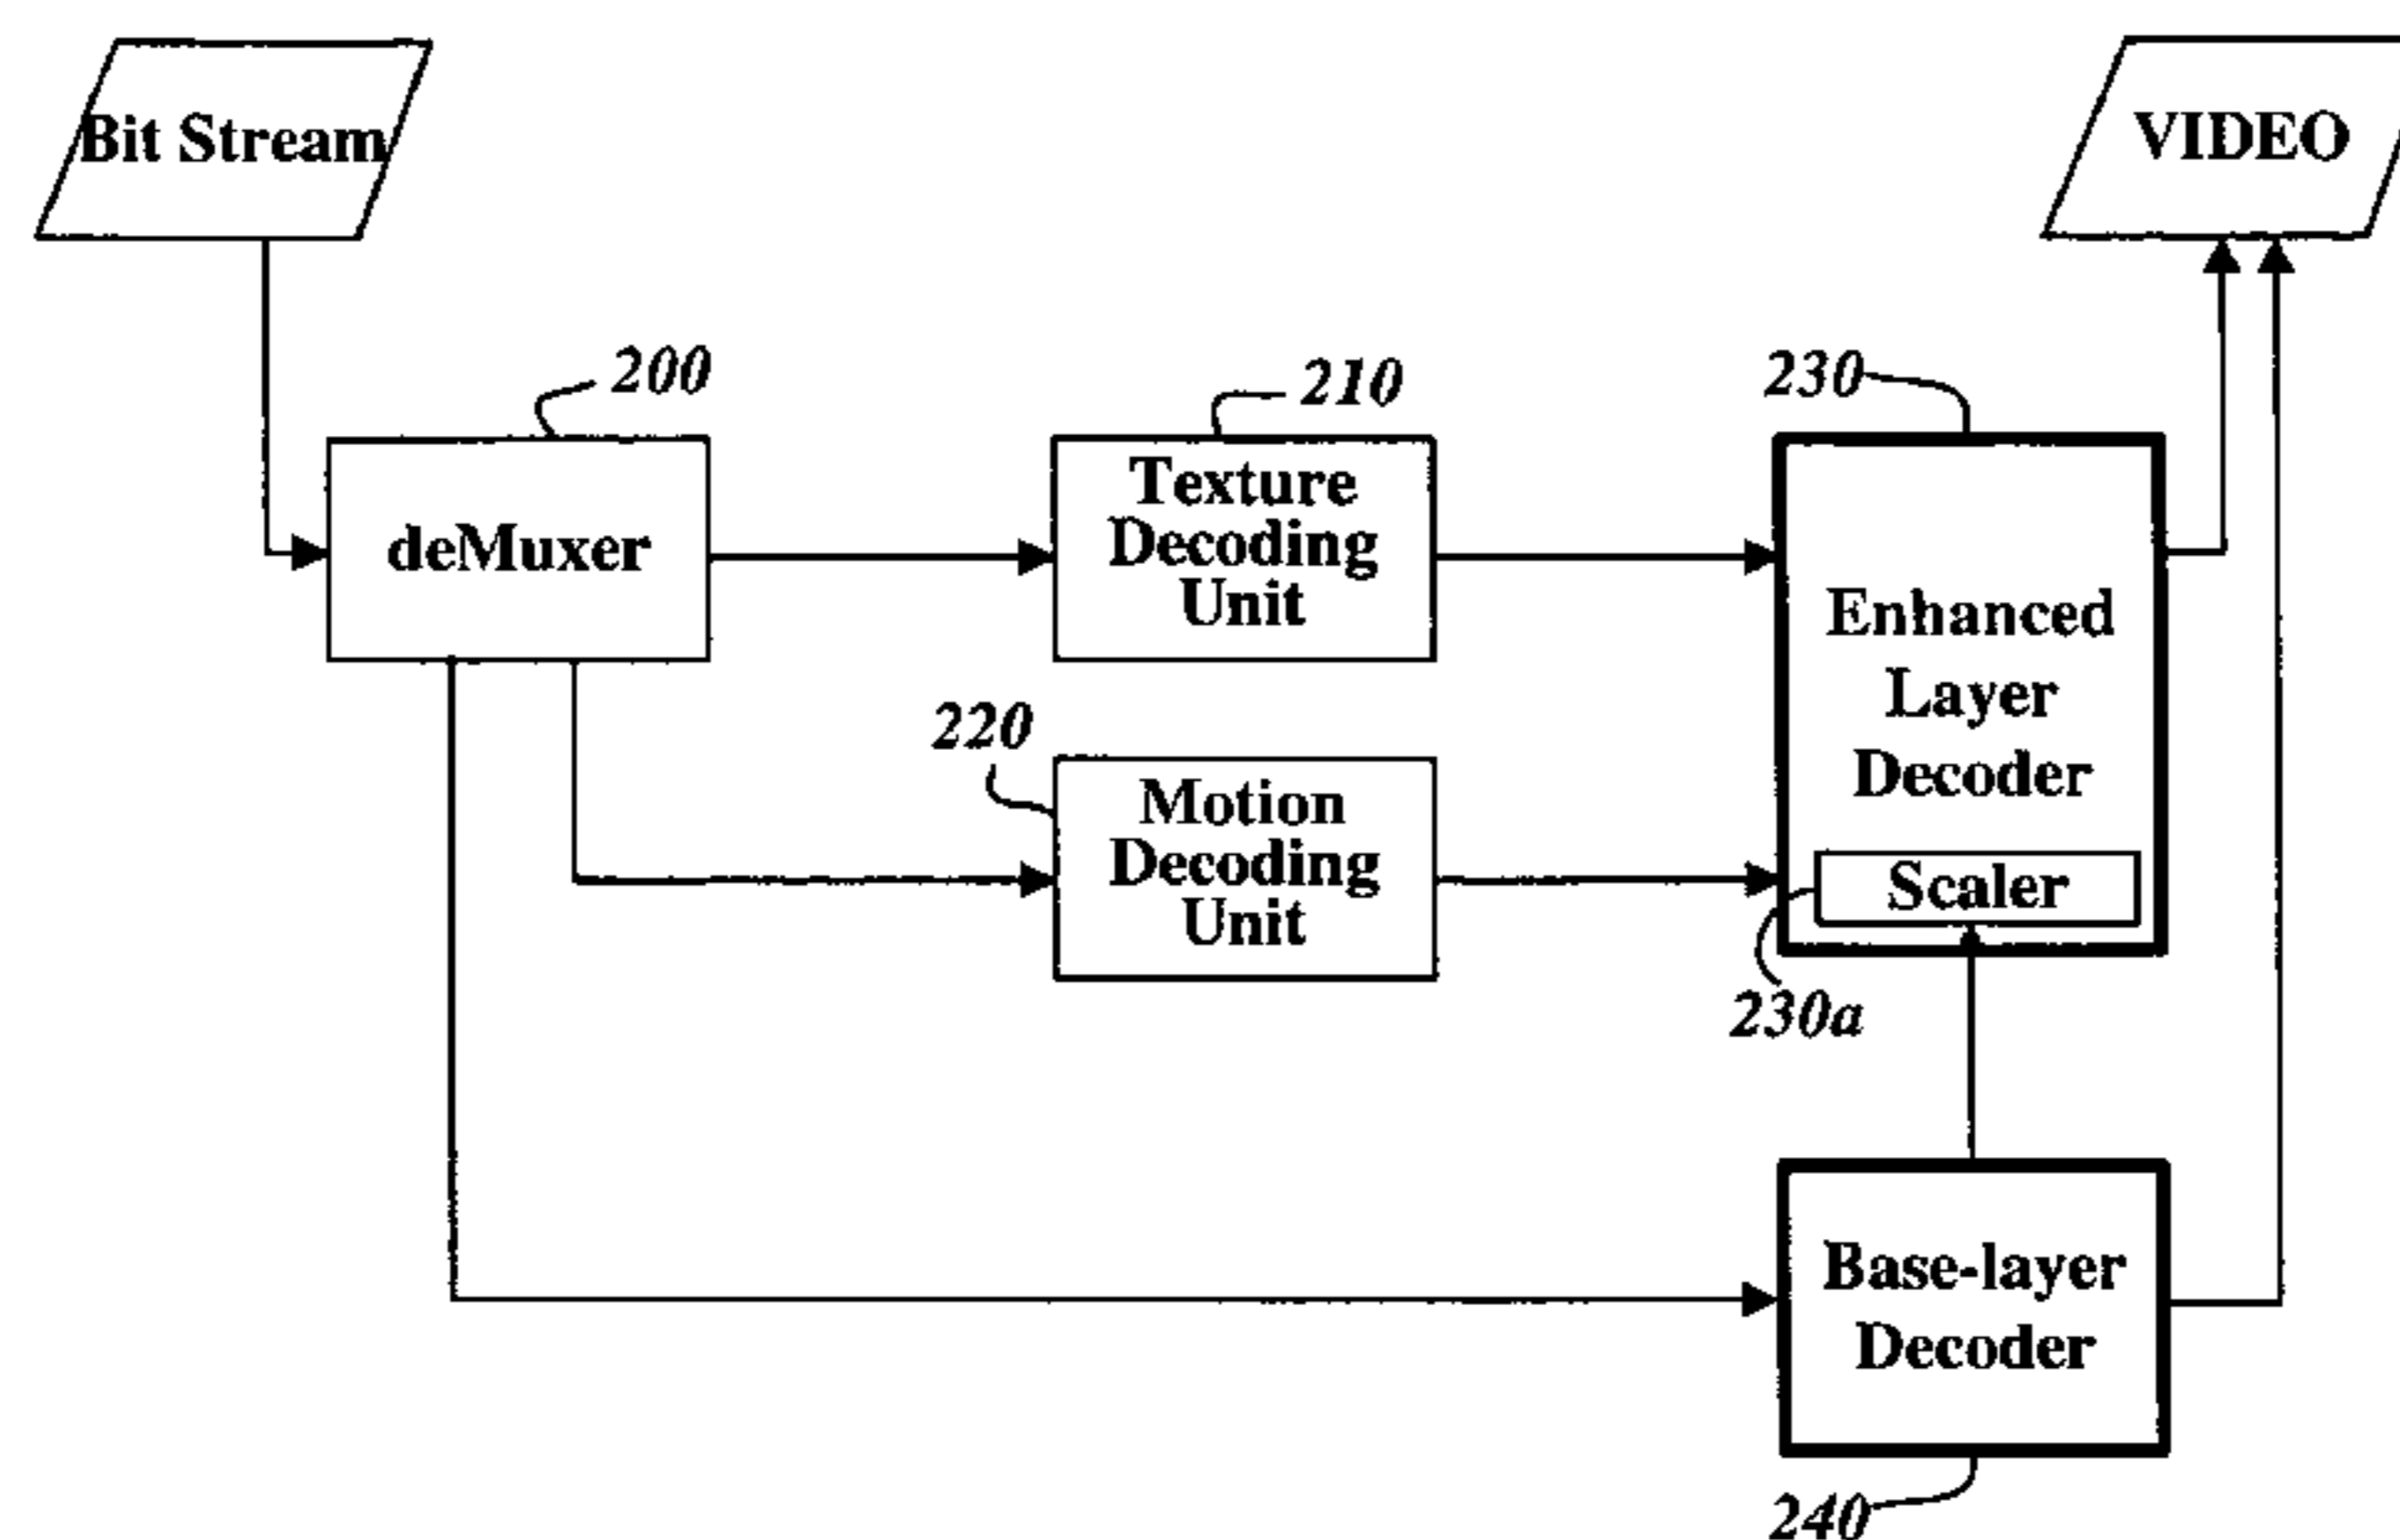 Bit Stream
VIDEO
200
210
230
deMuxer
Texture
Decoding
Unit
Enhanced
Layer
Decoder
220
Motion
Decoding
Unit
Scaler
230a
Base-layer
Decoder
240